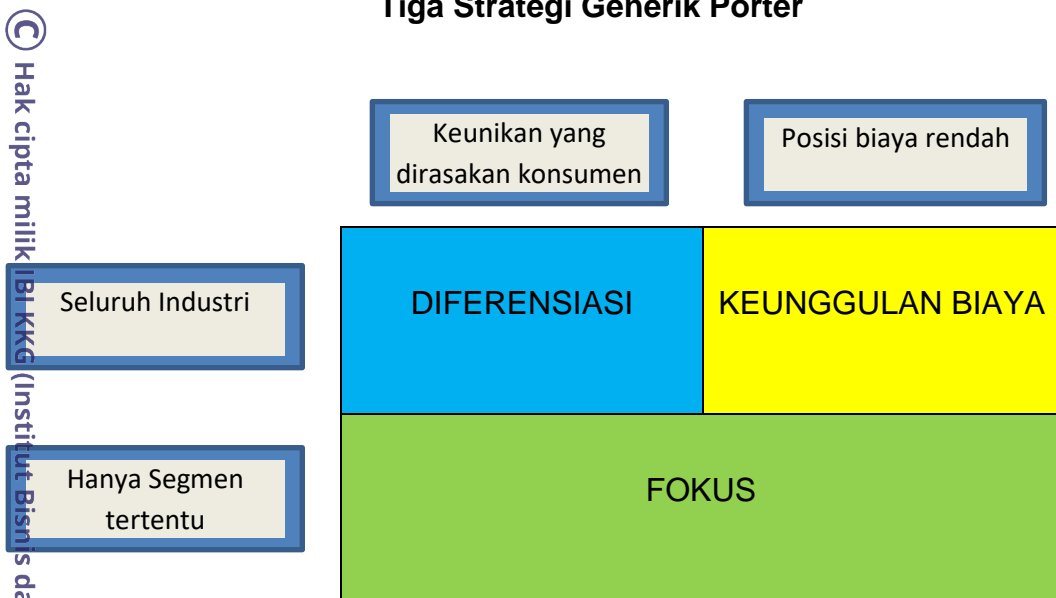 Tiga Strategi Generik Porter
Keunikan yang
dirasakan konsumen
Posisi biaya rendah
Seluruh Industri
DIFERENSIASI
KEUNGGULAN BIAYA
Hanya Segmen
tertentu
FOKUS
© Hak cipta milik IBI KKG (Institut Bisnis da